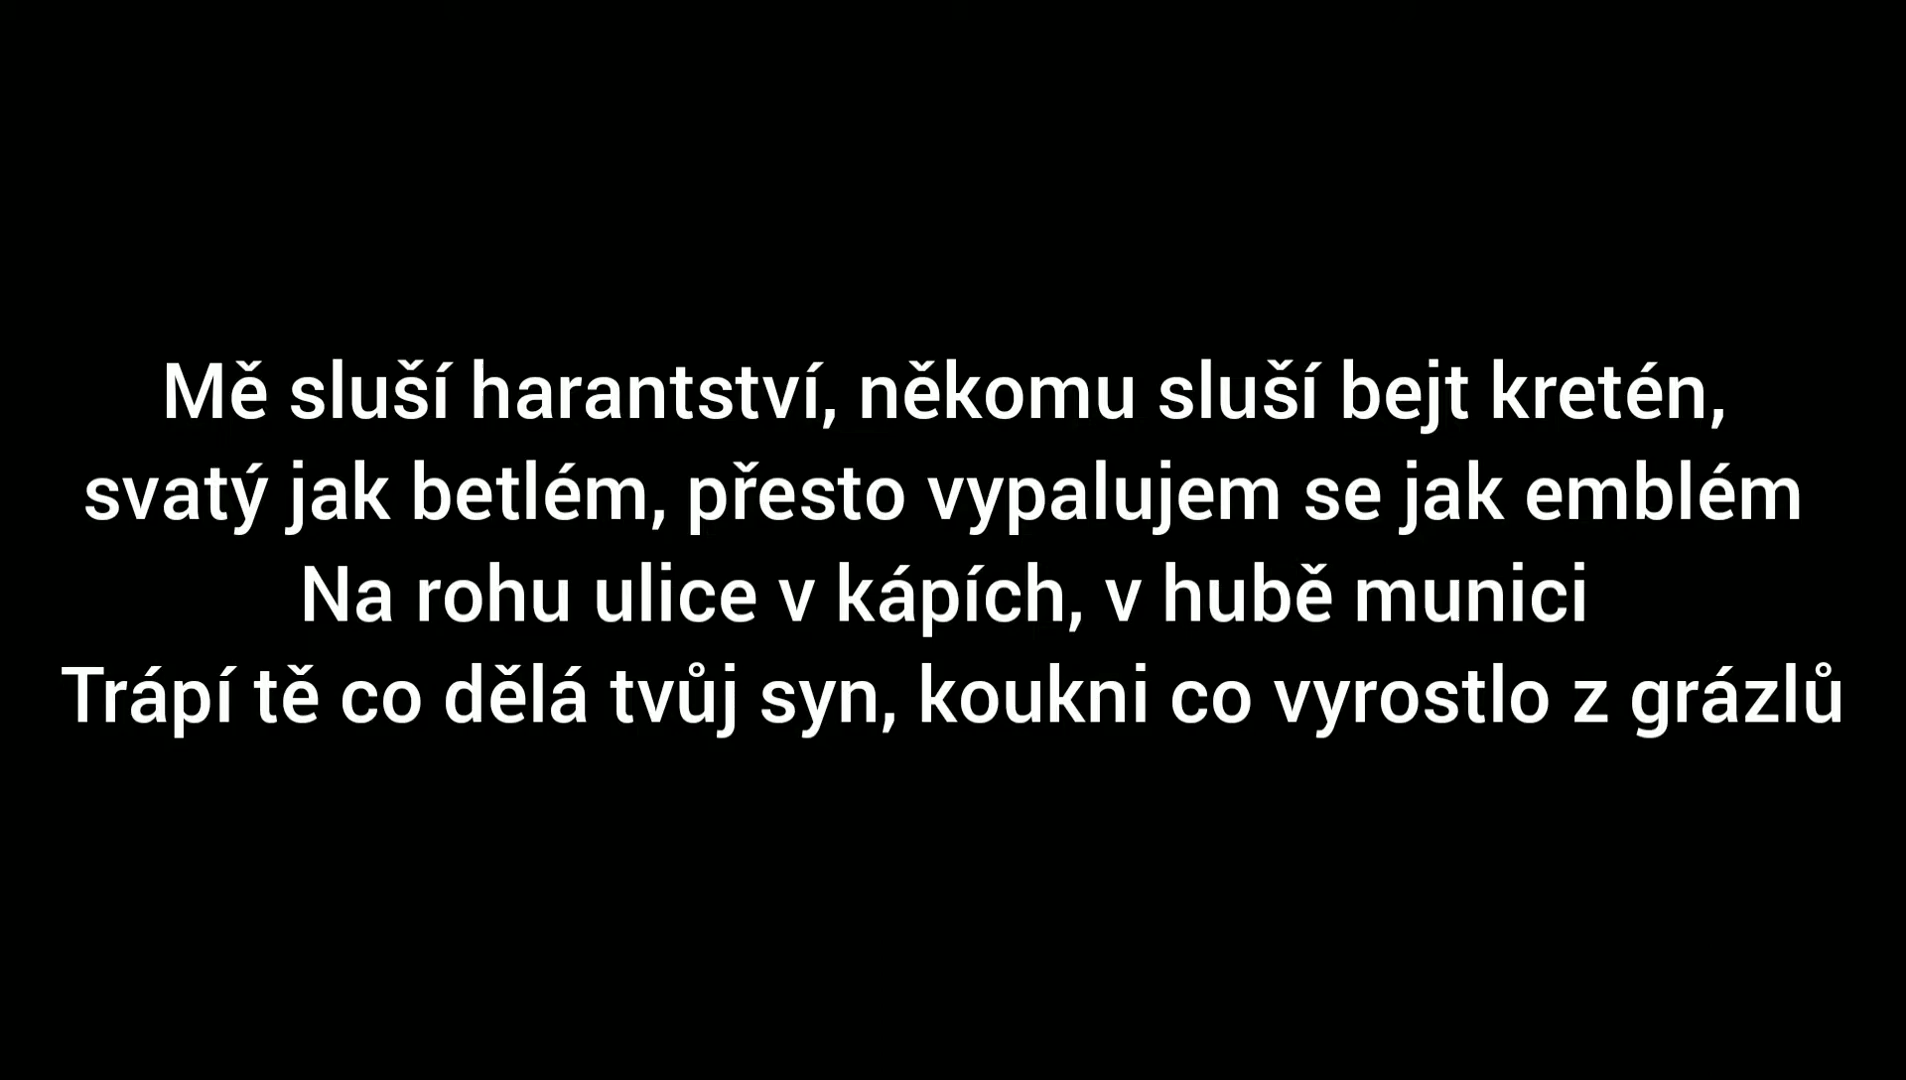 Mě sluší harantství, někomu sluší bejt kretén,
svatý jak betlém, přesto vypalujem se jak emblém
Na rohu ulice v kápích, v hubě munici
Trápí tě co dělá tvůj syn, koukni co vyrostlo z grázlů